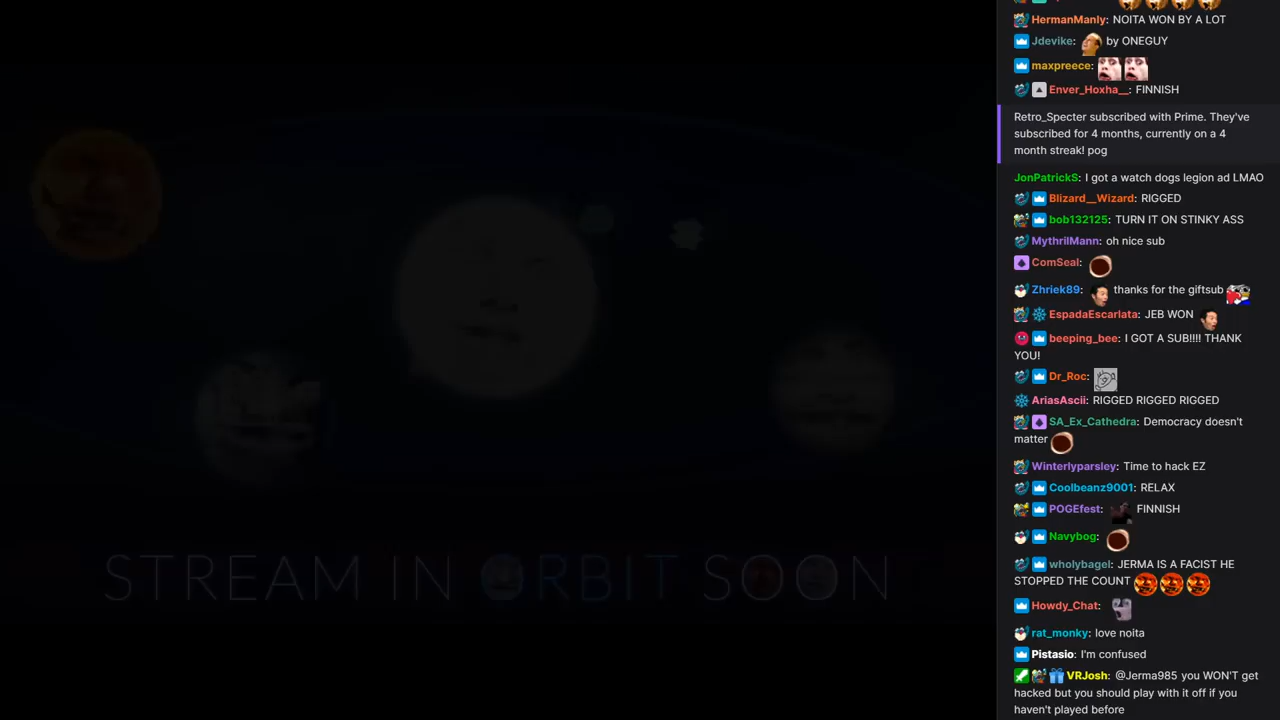 STREAM IN ORBIT SOON
HermanManly: NOITA WON BY A LOT
Jdevike: by ONEGUY
maxpreece:
Enver_Hoxha__: FINNISH
Retro_Specter subscribed with Prime. They've
subscribed for 4 months, currently on a 4
month streak! pog
JonPatrickS: I got a watch dogs legion ad LMAO
Blizard__Wizard: RIGGED
bob132125: TURN IT ON STINKY ASS
MythrilMann: oh nice sub
ComSeal:
Zhriek89: thanks for the giftsub
EspadaEscarlata: JEB WON
beeping_bee: I GOT A SUB!!!! THANK
YOU!
Dr_Roc:
AriasAscii: RIGGED RIGGED RIGGED
SA_Ex_Cathedra: Democracy doesn't
matter
Winterlyparsley: Time to hack EZ
Coolbeanz9001: RELAX
POGEfest: FINNISH
Navybog:
wholybagel: JERMA IS A FACIST HE
STOPPED THE COUNT
Howdy_Chat:
rat_monky: love noita
Pistasio: I'm confused
VRJosh: @Jerma985 you WON'T get
hacked but you should play with it off if you
haven't played before